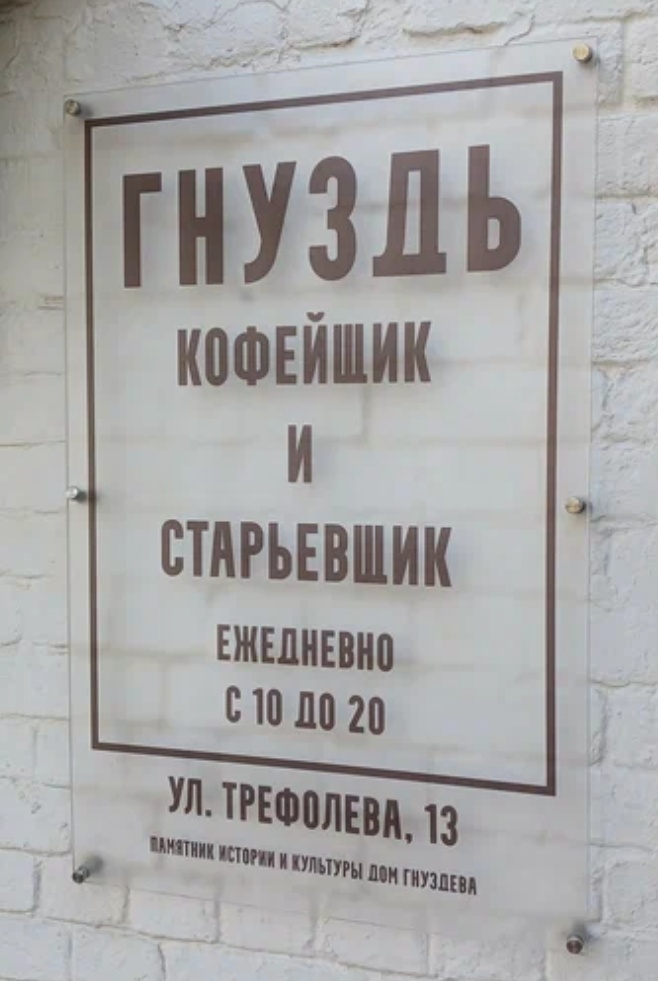 ГНУЗДЬ
КОФЕЙЩИК
И
СТАРЬЕВЩИК
ЕЖЕДНЕВНО
С 10 ДО 20
УЛ. ТРЕФОЛЕВА, 13
ПАМЯТНИК ИСТОРИИ И КУЛЬТУРЫ ДОМ ГНУЗДЕВА